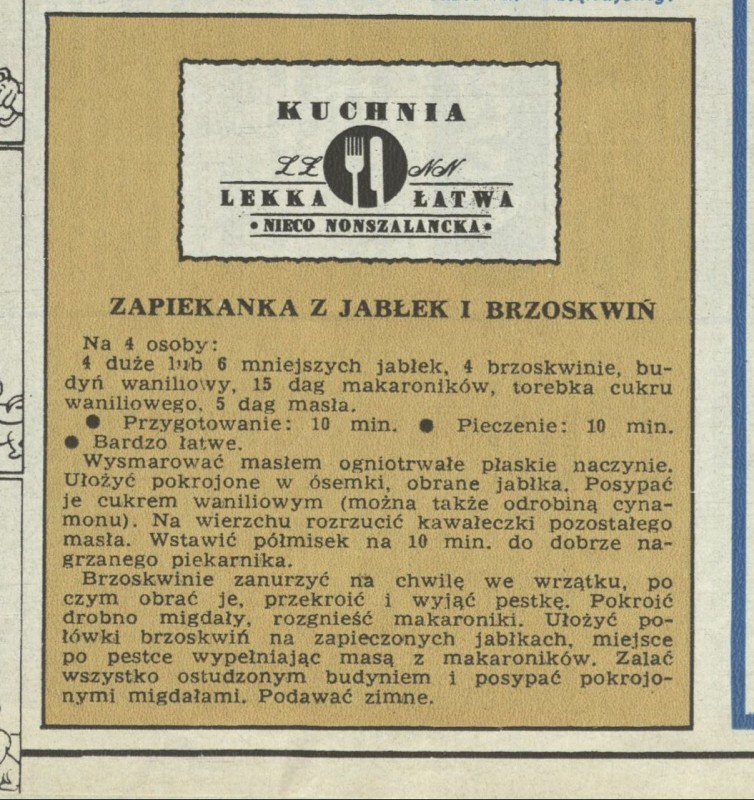 KUCHNIA
LEKKA ŁATWA
• NIECO NONSZALANCKA •
ZAPIEKANKA Z JABŁEK I BRZOSKWIŃ
Na 4 osoby:
4 duże lub 6 mniejszych jabłek, 4 brzoskwinie, bu-
dyń waniliowy, 15 dag makaroników, torebka cukru
waniliowego, 5 dag masła.
● Przygotowanie: 10 min. ● Pieczenie: 10 min.
● Bardzo łatwe.
Wysmarować masłem ogniotrwałe płaskie naczynie.
Ułożyć pokrojone w ósemki, obrane jabłka. Posypać
je cukrem waniliowym (można także odrobiną cyna-
monu). Na wierzchu rozrzucić kawałeczki pozostałego
masła. Wstawić półmisek na 10 min. do dobrze na-
grzanego piekarnika.
Brzoskwinie zanurzyć na chwilę we wrzątku, po
czym obrać je, przekroić i wyjąć pestkę. Pokroić
drobno migdały, rozgnieść makaroniki. Ułożyć po-
łówki brzoskwiń na zapieczonych jabłkach, miejsce
po pestce wypełniając masą z makaroników. Zalać
wszystko ostudzonym budyniem i posypać pokrojo-
nymi migdałami. Podawać zimne.